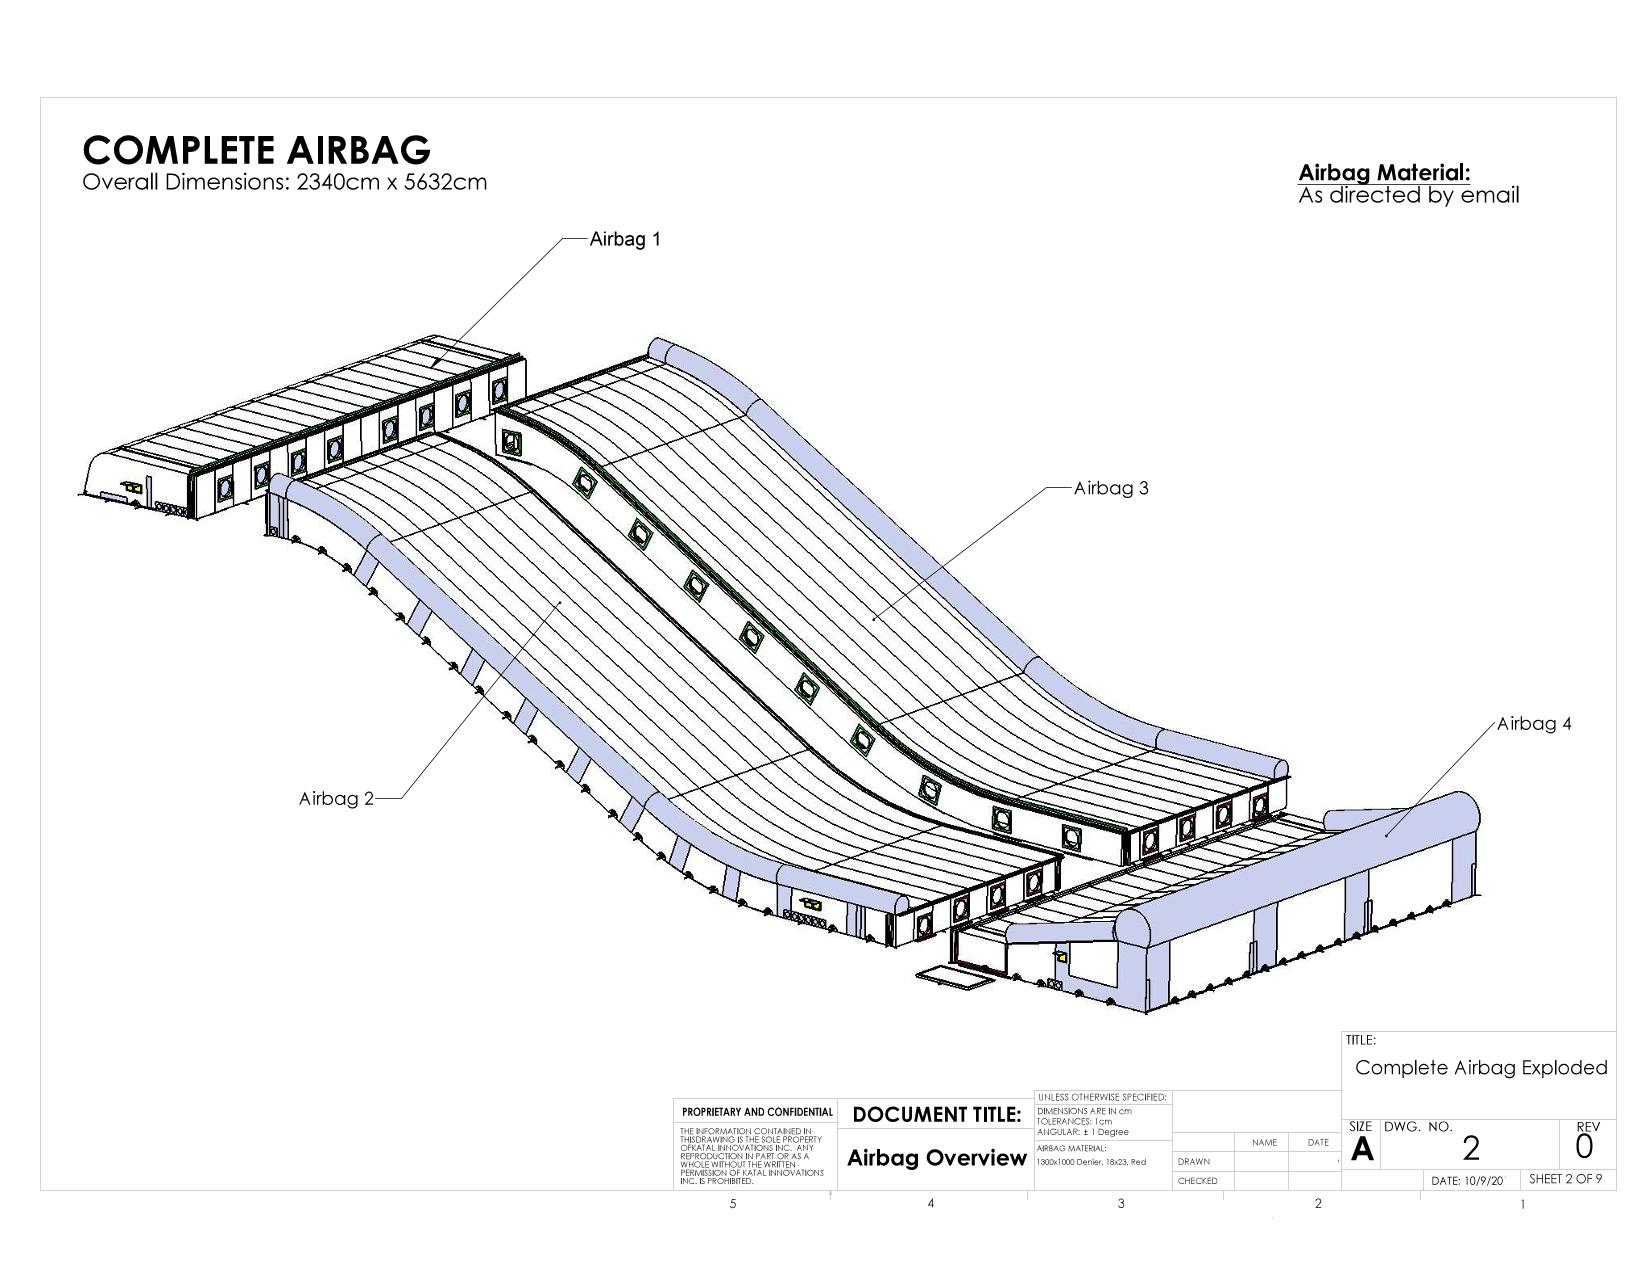 COMPLETE AIRBAG
Overall Dimensions: 2340cm x 5632cm
Airbag Material:
As directed by email
Airbag 1
Airbag 3
Airbag 4
Airbag 2
TITLE:
Complete Airbag Exploded
PROPRIETARY AND CONFIDENTIAL
THE INFORMATION CONTAINED IN
THISDRAWING IS THE SOLE PROPERTY
OFKATAL INNOVATIONS INC. ANY
REPRODUCTION IN PART OR AS A
WHOLE WITHOUT THE WRITTEN
PERMISSION OF KATAL INNOVATIONS
INC. IS PROHIBITED.
DOCUMENT TITLE:
Airbag Overview
UNLESS OTHERWISE SPECIFIED:
DIMENSIONS ARE IN cm
TOLERANCES: 1cm
ANGULAR: ± 1 Degree
AIRBAG MATERIAL:
1300x1000 Denier, 18x23, Red
NAME
DATE
DRAWN
CHECKED
SIZE
A
DWG. NO.
2
REV
0
DATE: 10/9/20
SHEET 2 OF 9
5
4
3
2
1